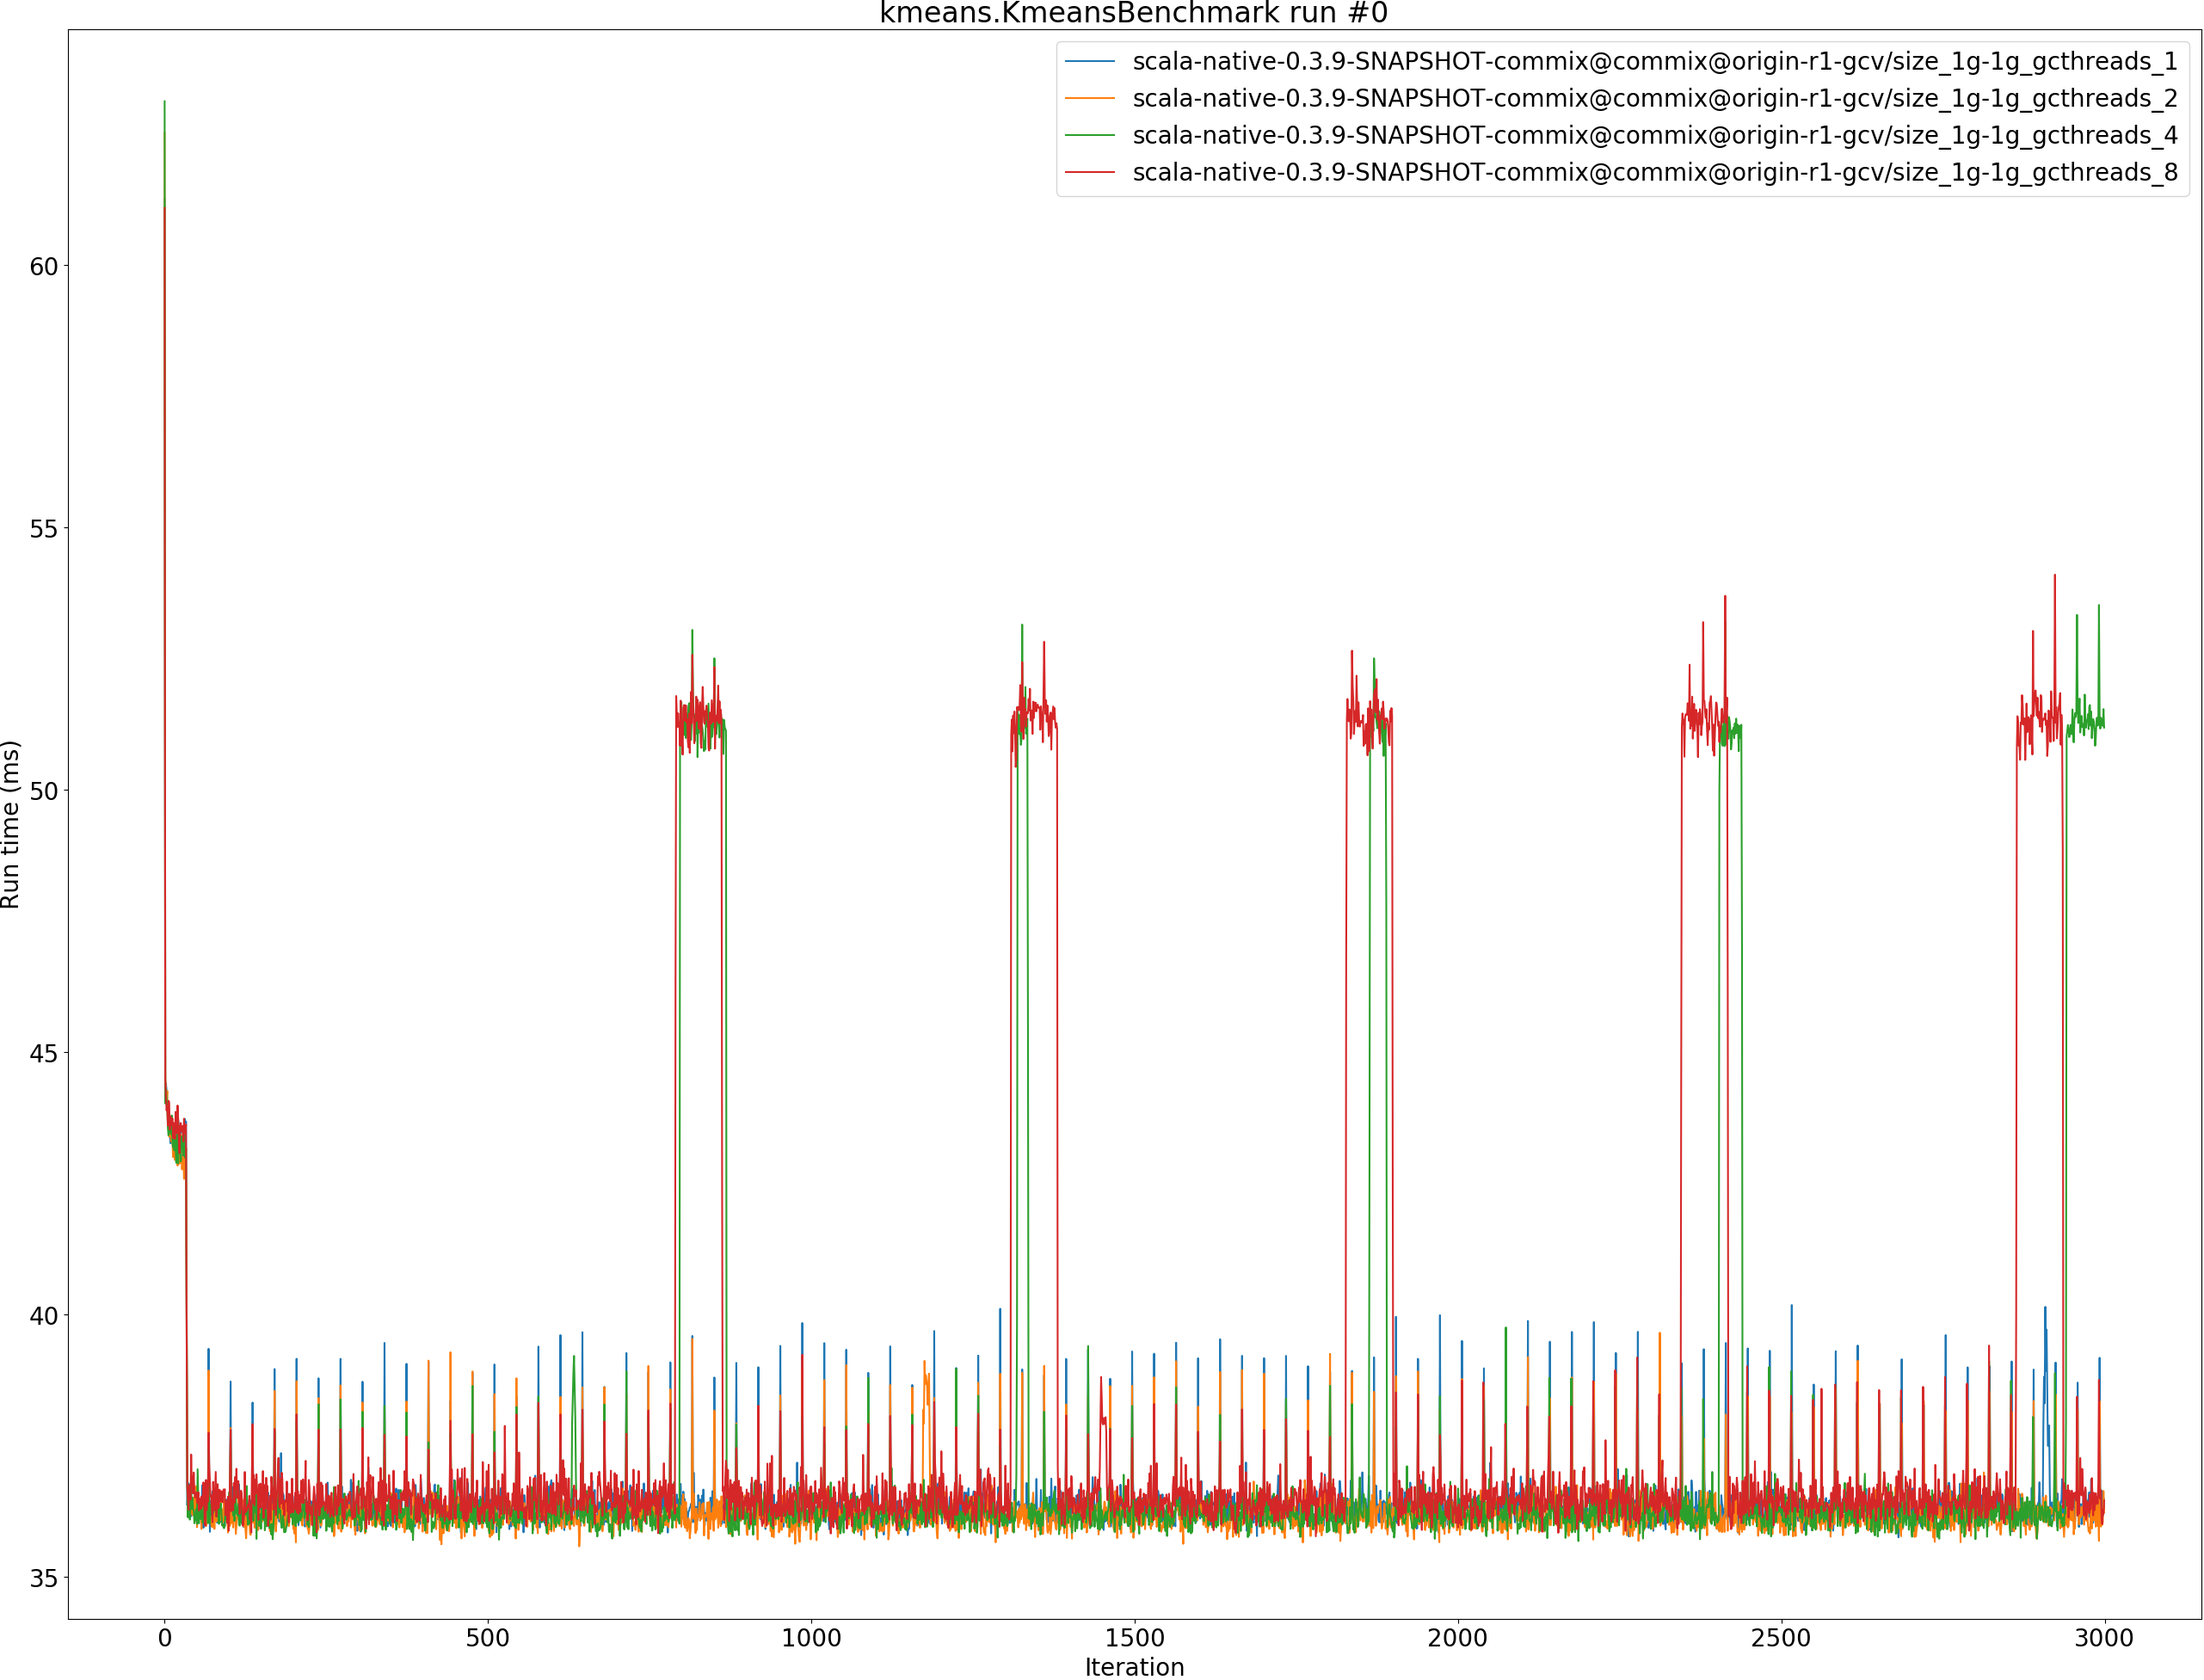 kmeans.KmeansBenchmark run #0
scala-native-0.3.9-SNAPSHOT-commix@commix@origin-r1-gcv/size_1g-1g_gcthreads_1
scala-native-0.3.9-SNAPSHOT-commix@commix@origin-r1-gcv/size_1g-1g_gcthreads_2
scala-native-0.3.9-SNAPSHOT-commix@commix@origin-r1-gcv/size_1g-1g_gcthreads_4
scala-native-0.3.9-SNAPSHOT-commix@commix@origin-r1-gcv/size_1g-1g_gcthreads_8
60
55
50
45
40
35
Run time (ms)
0 500 1000 1500 2000 2500 3000
Iteration